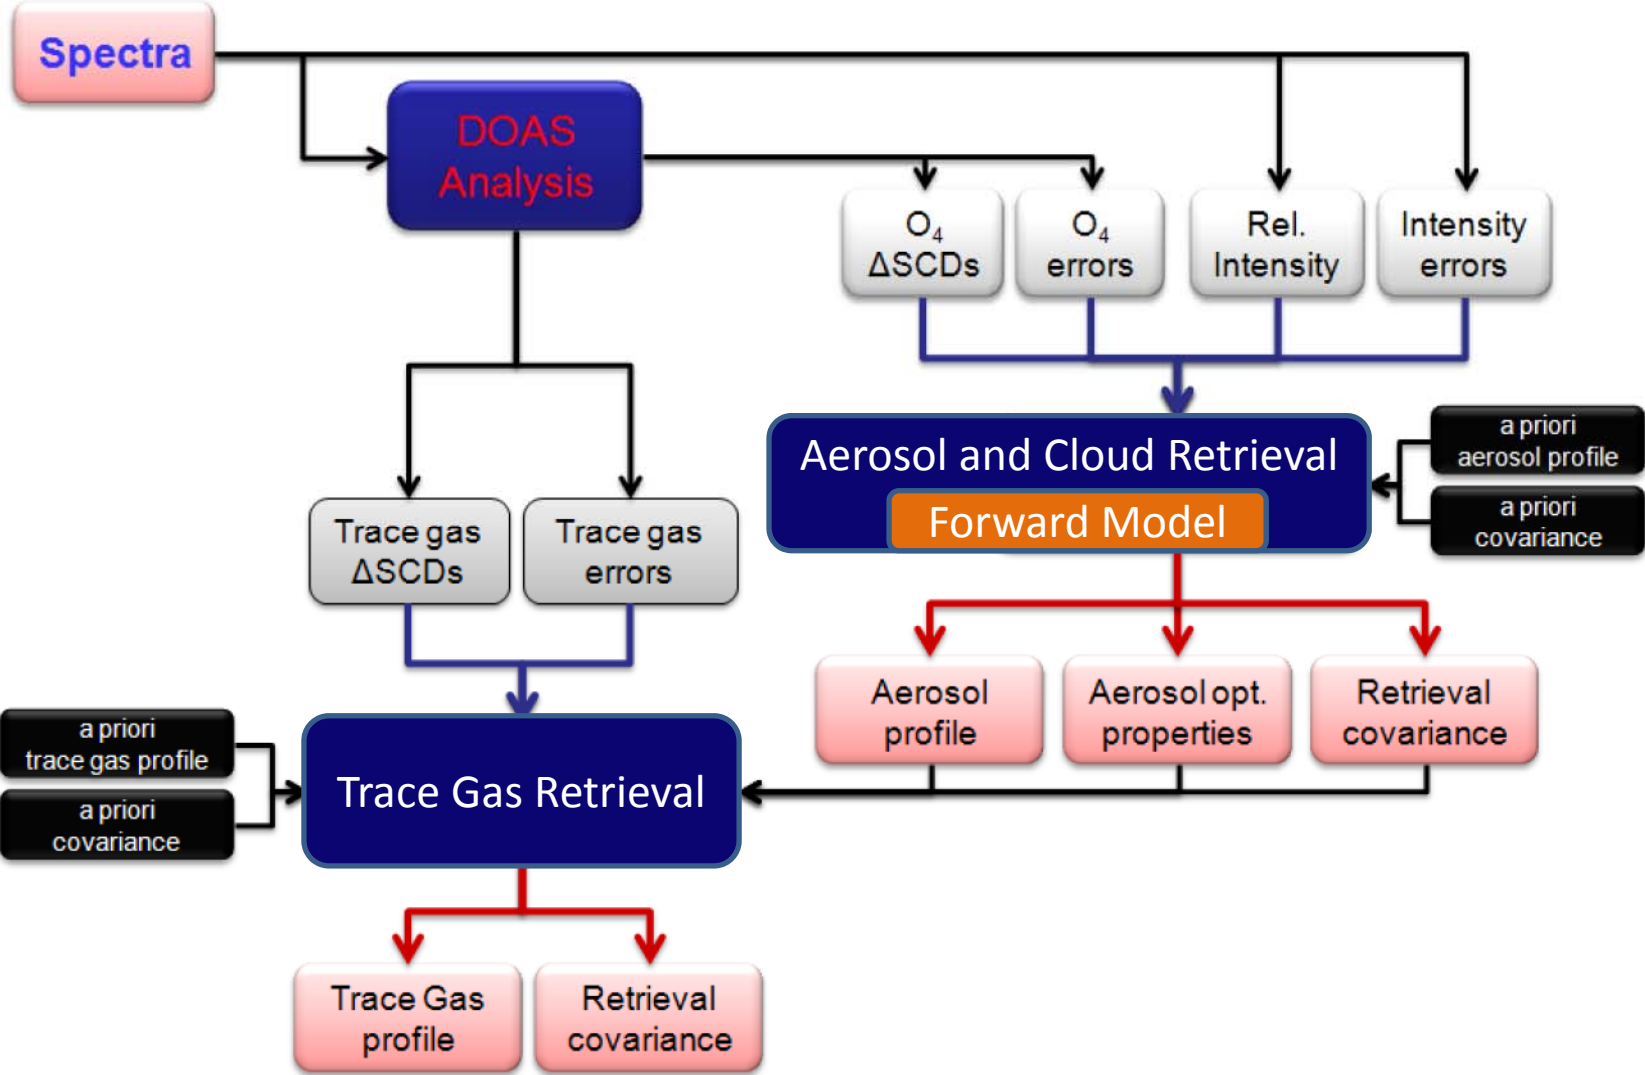 Spectra
DOAS
Analysis
O₄
ΔSCDs
O₄
errors
Rel.
Intensity
Intensity
errors
Aerosol and Cloud Retrieval
Forward Model
a priori
aerosol profile
a priori
covariance
Trace gas
ΔSCDs
Trace gas
errors
Aerosol
profile
Aerosol opt.
properties
Retrieval
covariance
a priori
trace gas profile
a priori
covariance
Trace Gas Retrieval
Trace Gas
profile
Retrieval
covariance